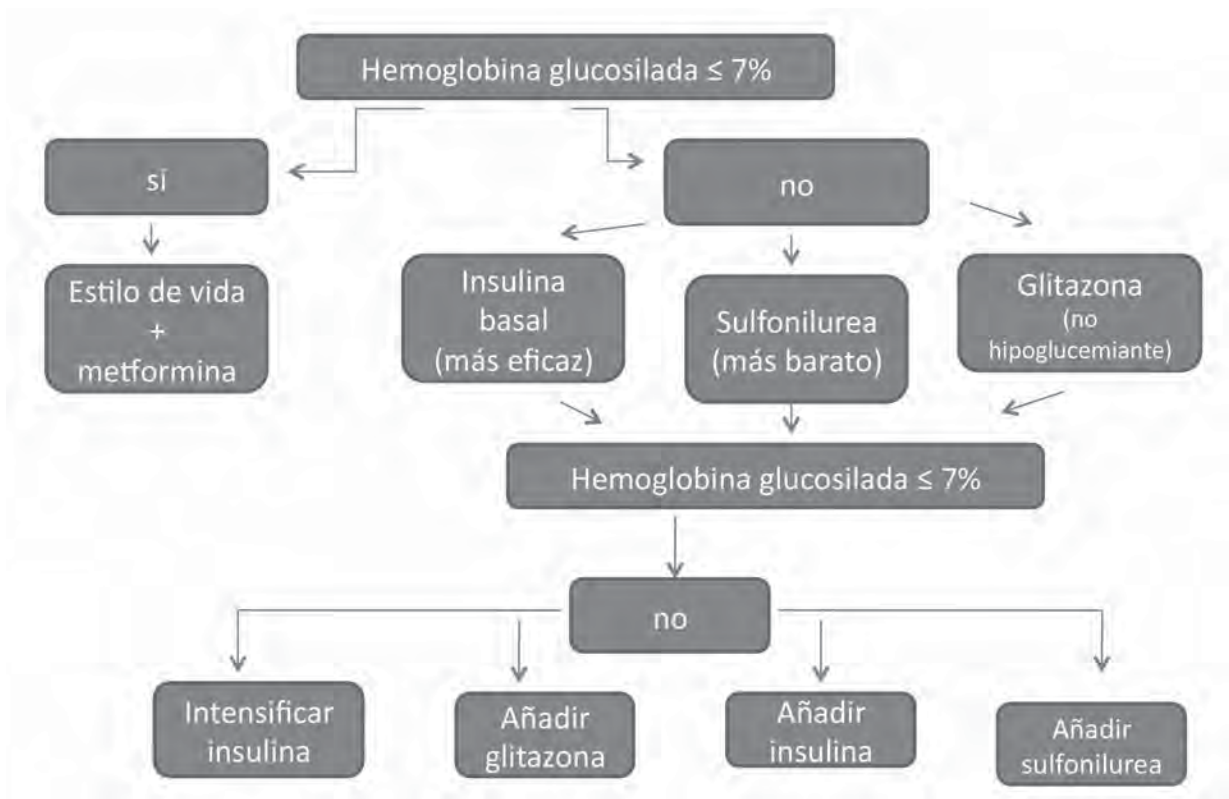 Hemoglobina glucosilada ≤ 7%
sí
no
Estilo de vida
+
metformina
Insulina
basal
(más eficaz)
Sulfonilurea
(más barato)
Glitazona
(no
hipoglucemiante)
Hemoglobina glucosilada ≤ 7%
no
Intensificar
insulina
Añadir
glitazona
Añadir
insulina
Añadir
sulfonilurea